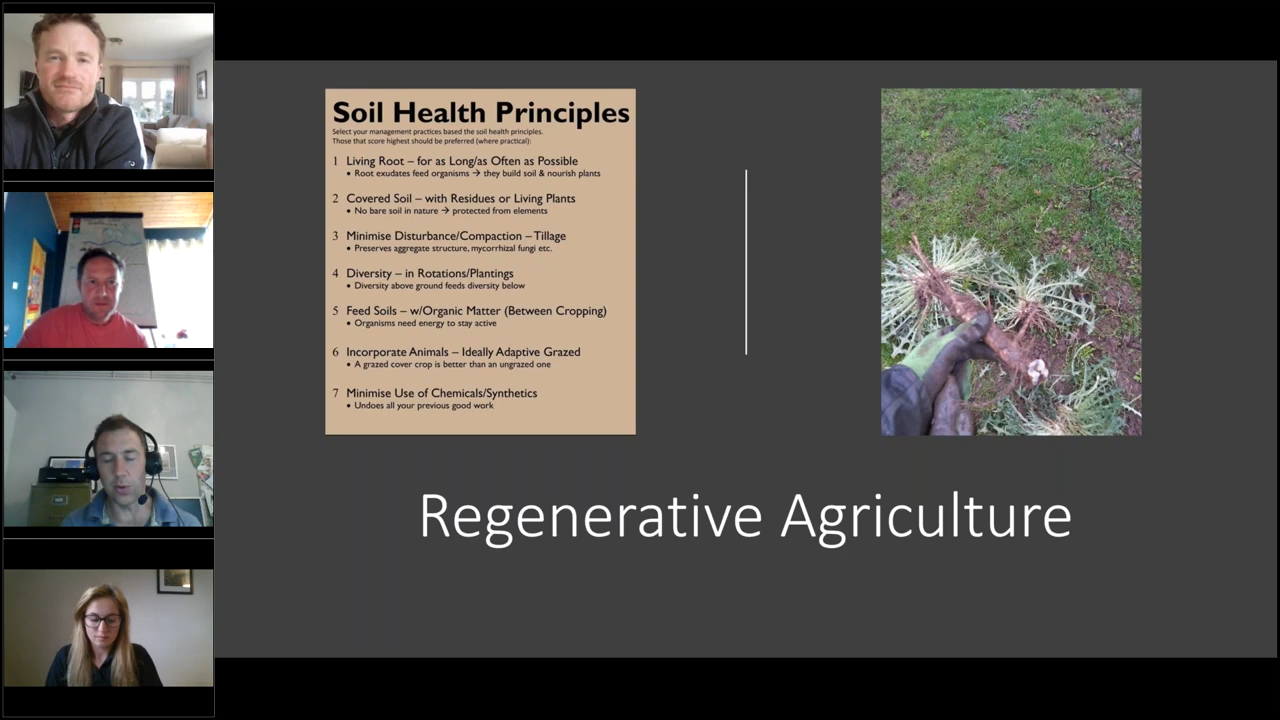 Soil Health Principles
Select your management practices based the soil health principles.
Those that score highest should be preferred (where practical):
1 Living Root – for as Long/as Often as Possible
• Root exudates feed organisms → they build soil & nourish plants
2 Covered Soil – with Residues or Living Plants
• No bare soil in nature → protected from elements
3 Minimise Disturbance/Compaction – Tillage
• Preserves aggregate structure, mycorrhizal fungi etc.
4 Diversity – in Rotations/Plantings
• Diversity above ground feeds diversity below
5 Feed Soils – w/Organic Matter (Between Cropping)
• Organisms need energy to stay active
6 Incorporate Animals – Ideally Adaptive Grazed
• A grazed cover crop is better than an ungrazed one
7 Minimise Use of Chemicals/Synthetics
• Undoes all your previous good work
Regenerative Agriculture